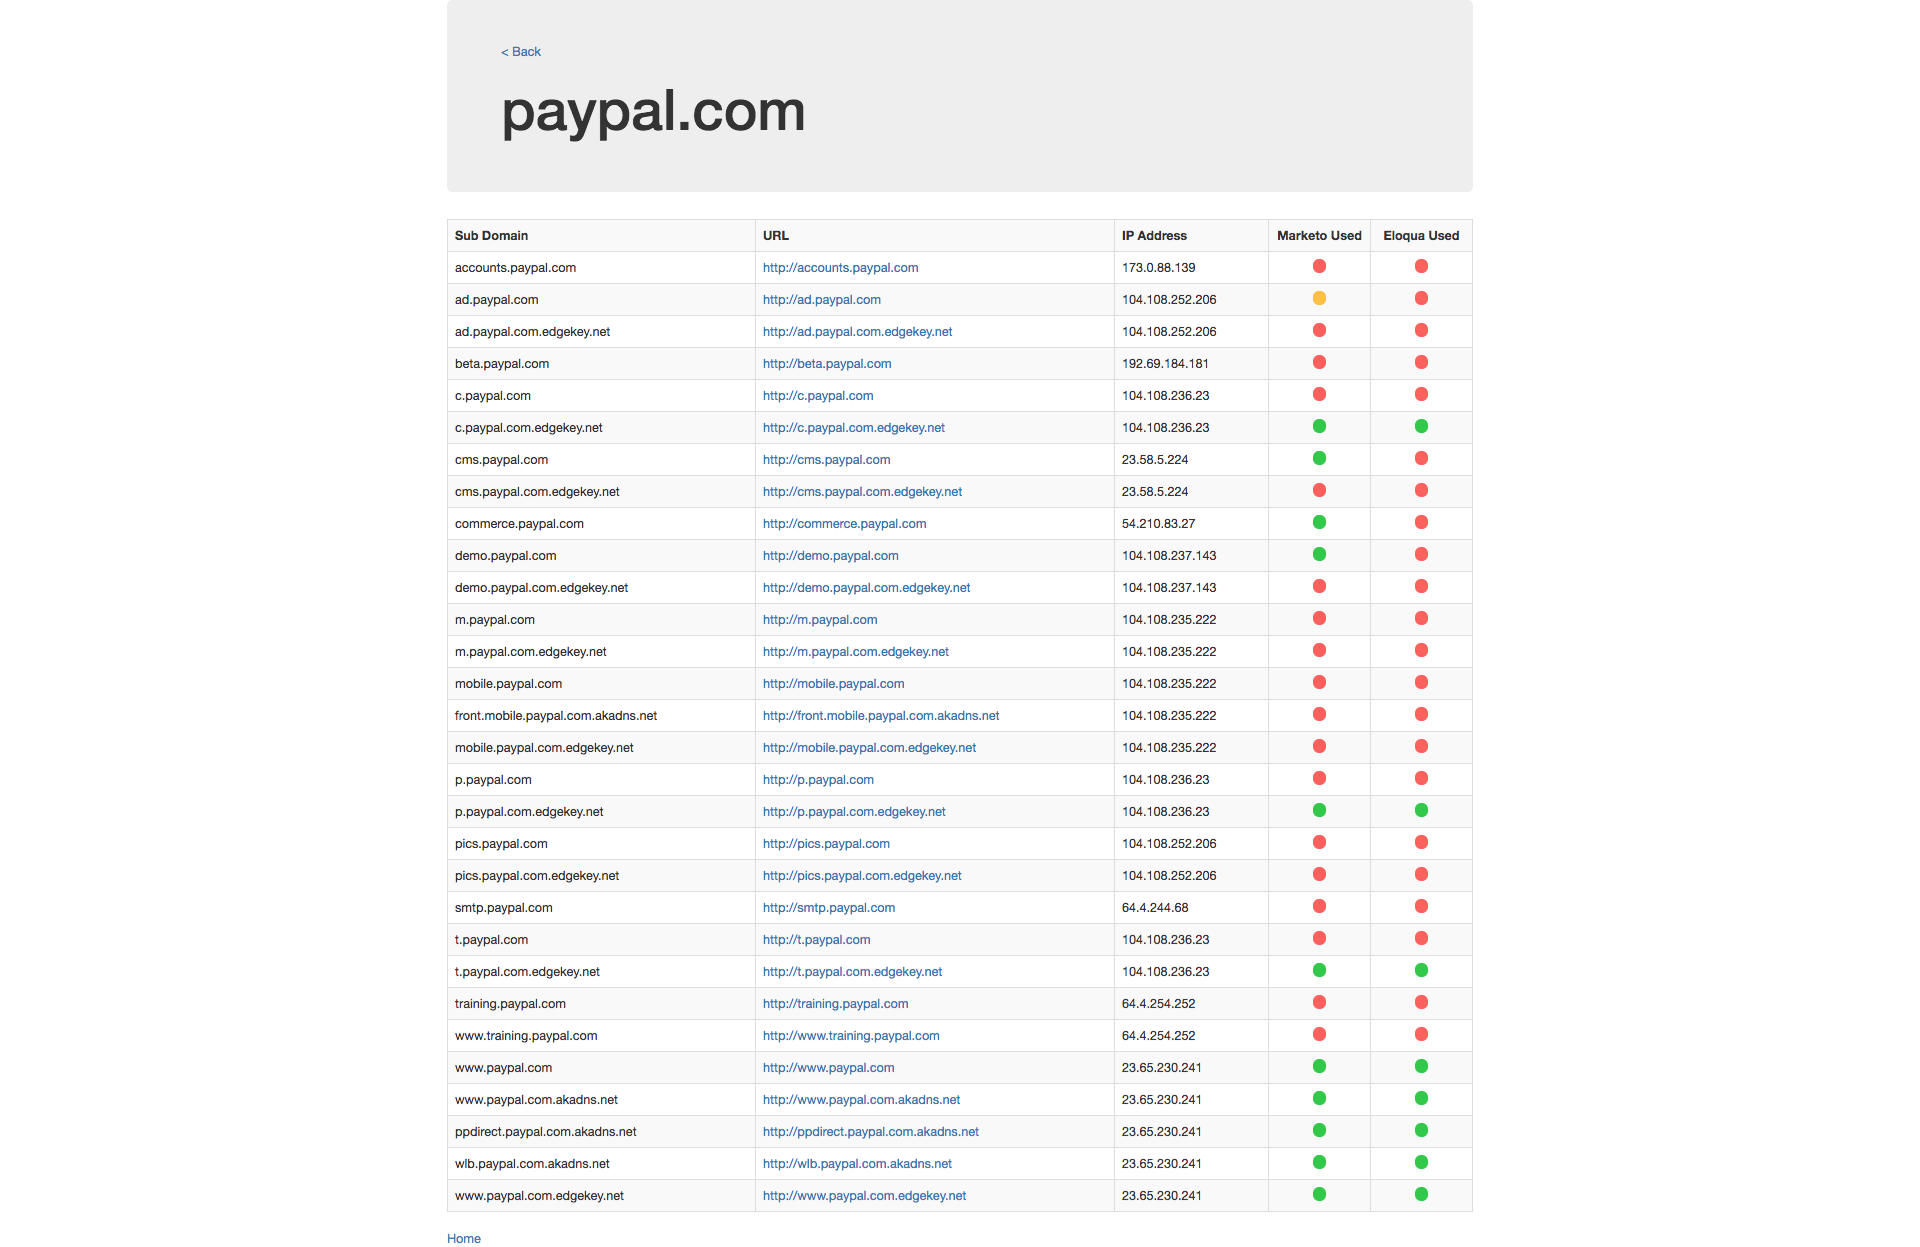 < Back
paypal.com
Sub Domain URL IP Address Marketo Used Eloqua Used
accounts.paypal.com http://accounts.paypal.com 173.0.88.139
ad.paypal.com http://ad.paypal.com 104.108.252.206
ad.paypal.com.edgekey.net http://ad.paypal.com.edgekey.net 104.108.252.206
beta.paypal.com http://beta.paypal.com 192.69.184.181
c.paypal.com http://c.paypal.com 104.108.236.23
c.paypal.com.edgekey.net http://c.paypal.com.edgekey.net 104.108.236.23
cms.paypal.com http://cms.paypal.com 23.58.5.224
cms.paypal.com.edgekey.net http://cms.paypal.com.edgekey.net 23.58.5.224
commerce.paypal.com http://commerce.paypal.com 54.210.83.27
demo.paypal.com http://demo.paypal.com 104.108.237.143
demo.paypal.com.edgekey.net http://demo.paypal.com.edgekey.net 104.108.237.143
m.paypal.com http://m.paypal.com 104.108.235.222
m.paypal.com.edgekey.net http://m.paypal.com.edgekey.net 104.108.235.222
mobile.paypal.com http://mobile.paypal.com 104.108.235.222
front.mobile.paypal.com.akadns.net http://front.mobile.paypal.com.akadns.net 104.108.235.222
mobile.paypal.com.edgekey.net http://mobile.paypal.com.edgekey.net 104.108.235.222
p.paypal.com http://p.paypal.com 104.108.236.23
p.paypal.com.edgekey.net http://p.paypal.com.edgekey.net 104.108.236.23
pics.paypal.com http://pics.paypal.com 104.108.252.206
pics.paypal.com.edgekey.net http://pics.paypal.com.edgekey.net 104.108.252.206
smtp.paypal.com http://smtp.paypal.com 64.4.244.68
t.paypal.com http://t.paypal.com 104.108.236.23
t.paypal.com.edgekey.net http://t.paypal.com.edgekey.net 104.108.236.23
training.paypal.com http://training.paypal.com 64.4.254.252
www.training.paypal.com http://www.training.paypal.com 64.4.254.252
www.paypal.com http://www.paypal.com 23.65.230.241
www.paypal.com.akadns.net http://www.paypal.com.akadns.net 23.65.230.241
ppdirect.paypal.com.akadns.net http://ppdirect.paypal.com.akadns.net 23.65.230.241
wlb.paypal.com.akadns.net http://wlb.paypal.com.akadns.net 23.65.230.241
www.paypal.com.edgekey.net http://www.paypal.com.edgekey.net 23.65.230.241
Home